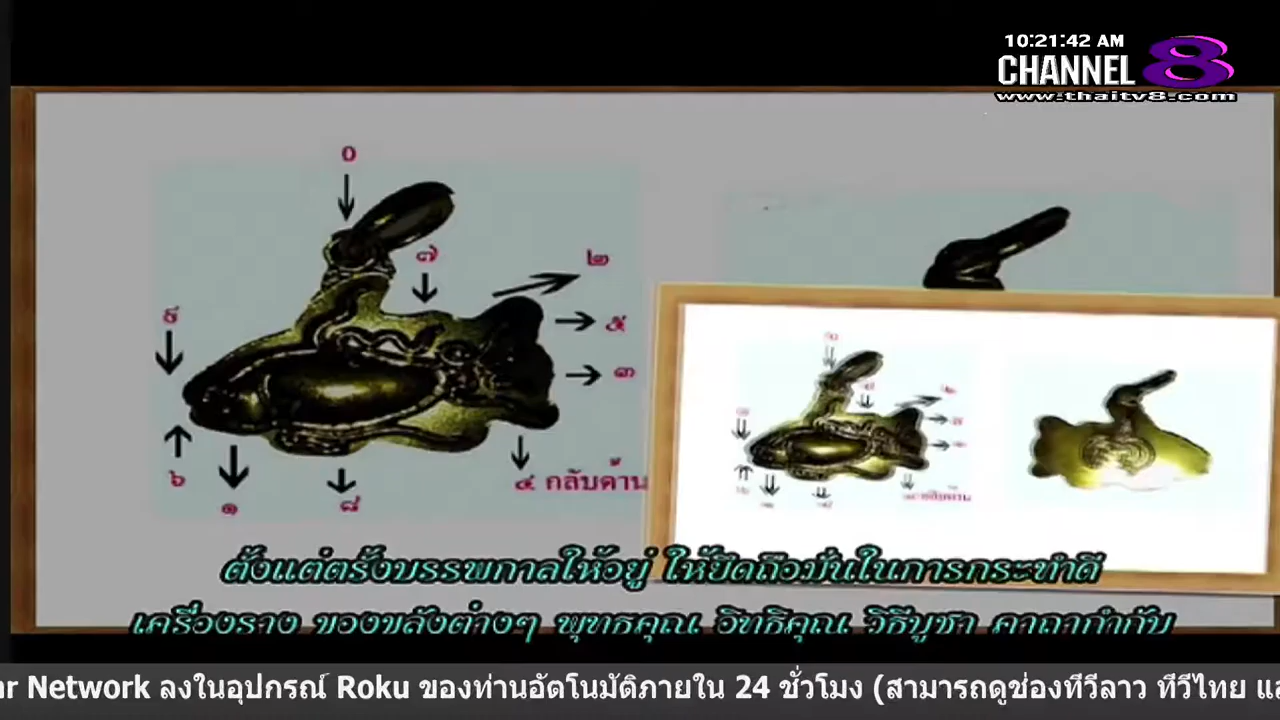 10:21:42 AM
CHANNEL 8
www.thaitv8.com
๐
๗
๒
๕
๓
๖
๑
๘
๔ กลับด้าน
ตั้งแต่ครั้งบรรพกาลให้อยู่ ให้ยึดถือมั่นในการกระทำดี
เครื่องราง ของขลังต่างๆ พุทธคุณ อิทธิคุณ วิธีบูชา คาถากำกับ
ar Network ลงในอุปกรณ์ Roku ของท่านอัตโนมัติภายใน 24 ชั่วโมง (สามารถดูช่องทีวีลาว ทีวีไทย แล